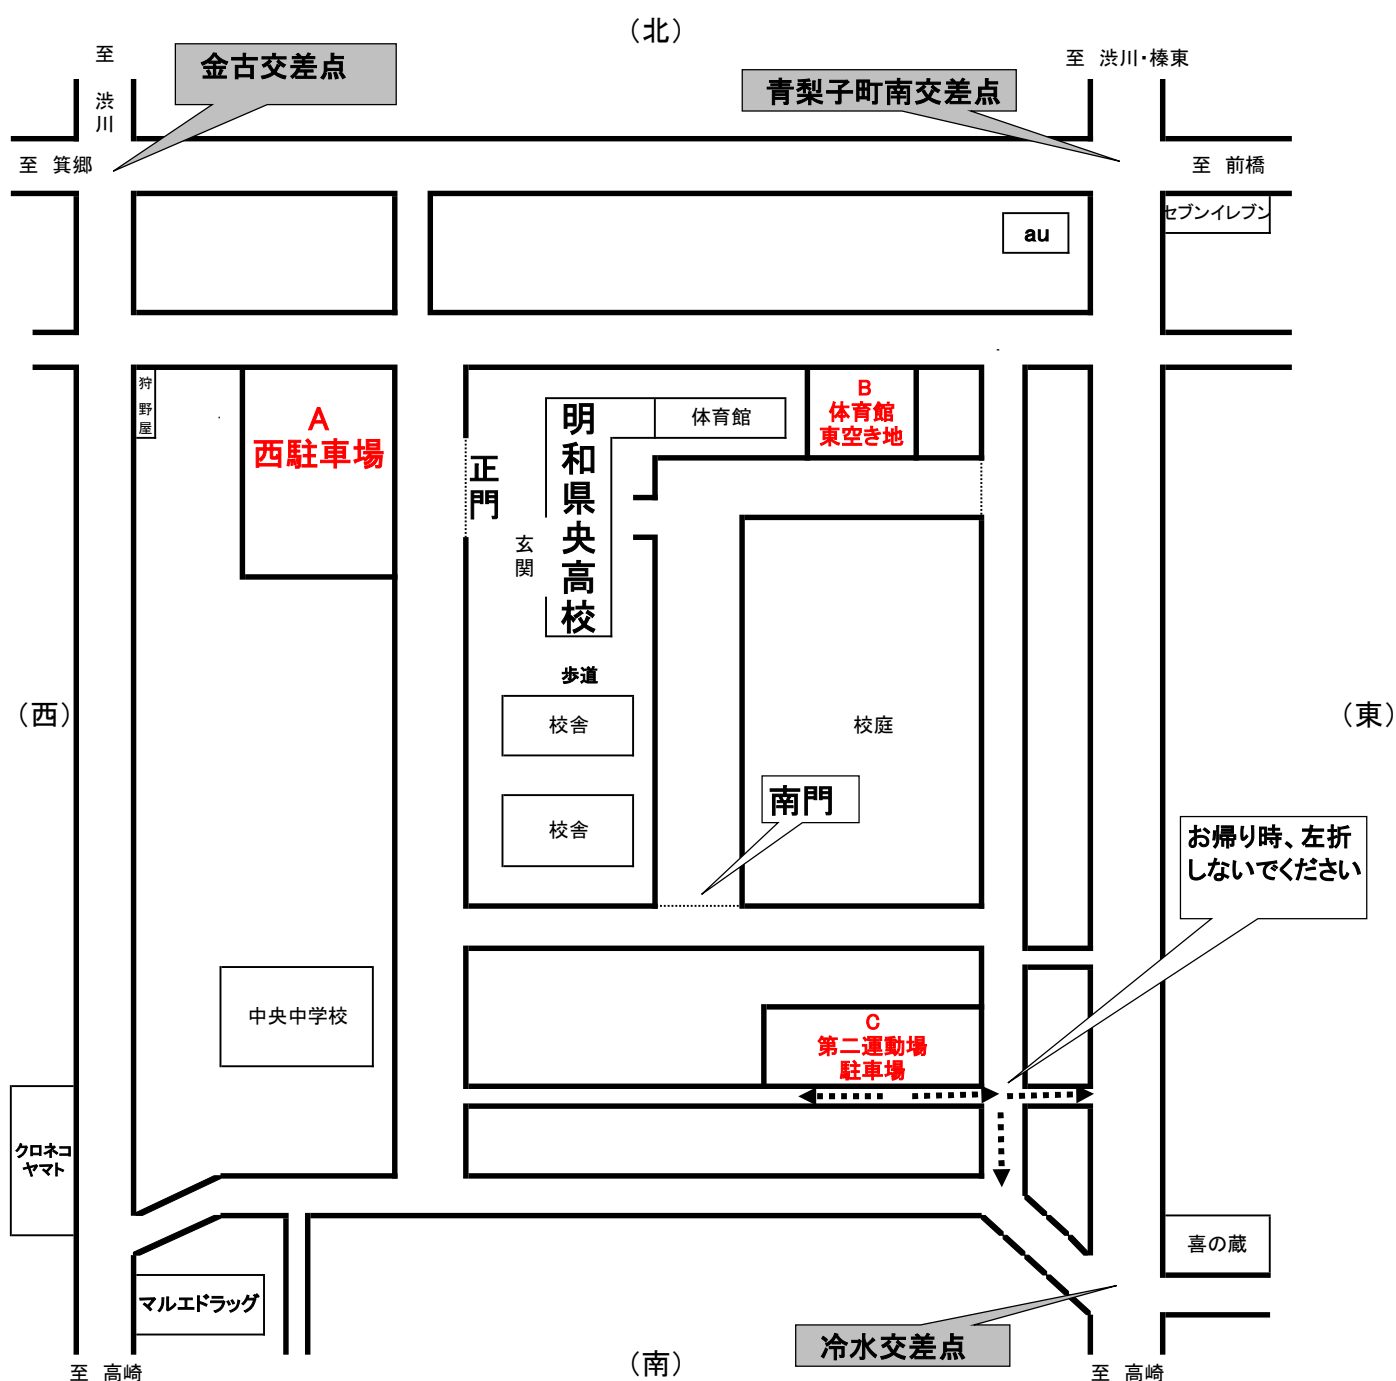 （北）
至
渋川
金古交差点
至 渋川・榛東
青梨子町南交差点
至 箕郷
至 前橋
セブンイレブン
au
狩野屋
A
西駐車場
正門
玄関
明和県央高校
体育館
B
体育館
東空き地
歩道
校舎
校舎
校庭
（西）
（東）
南門
お帰り時、左折
しないでください
中央中学校
C
第二運動場
駐車場
クロネコ
ヤマト
マルエドラッグ
喜の蔵
冷水交差点
至 高崎
（南）
至 高崎